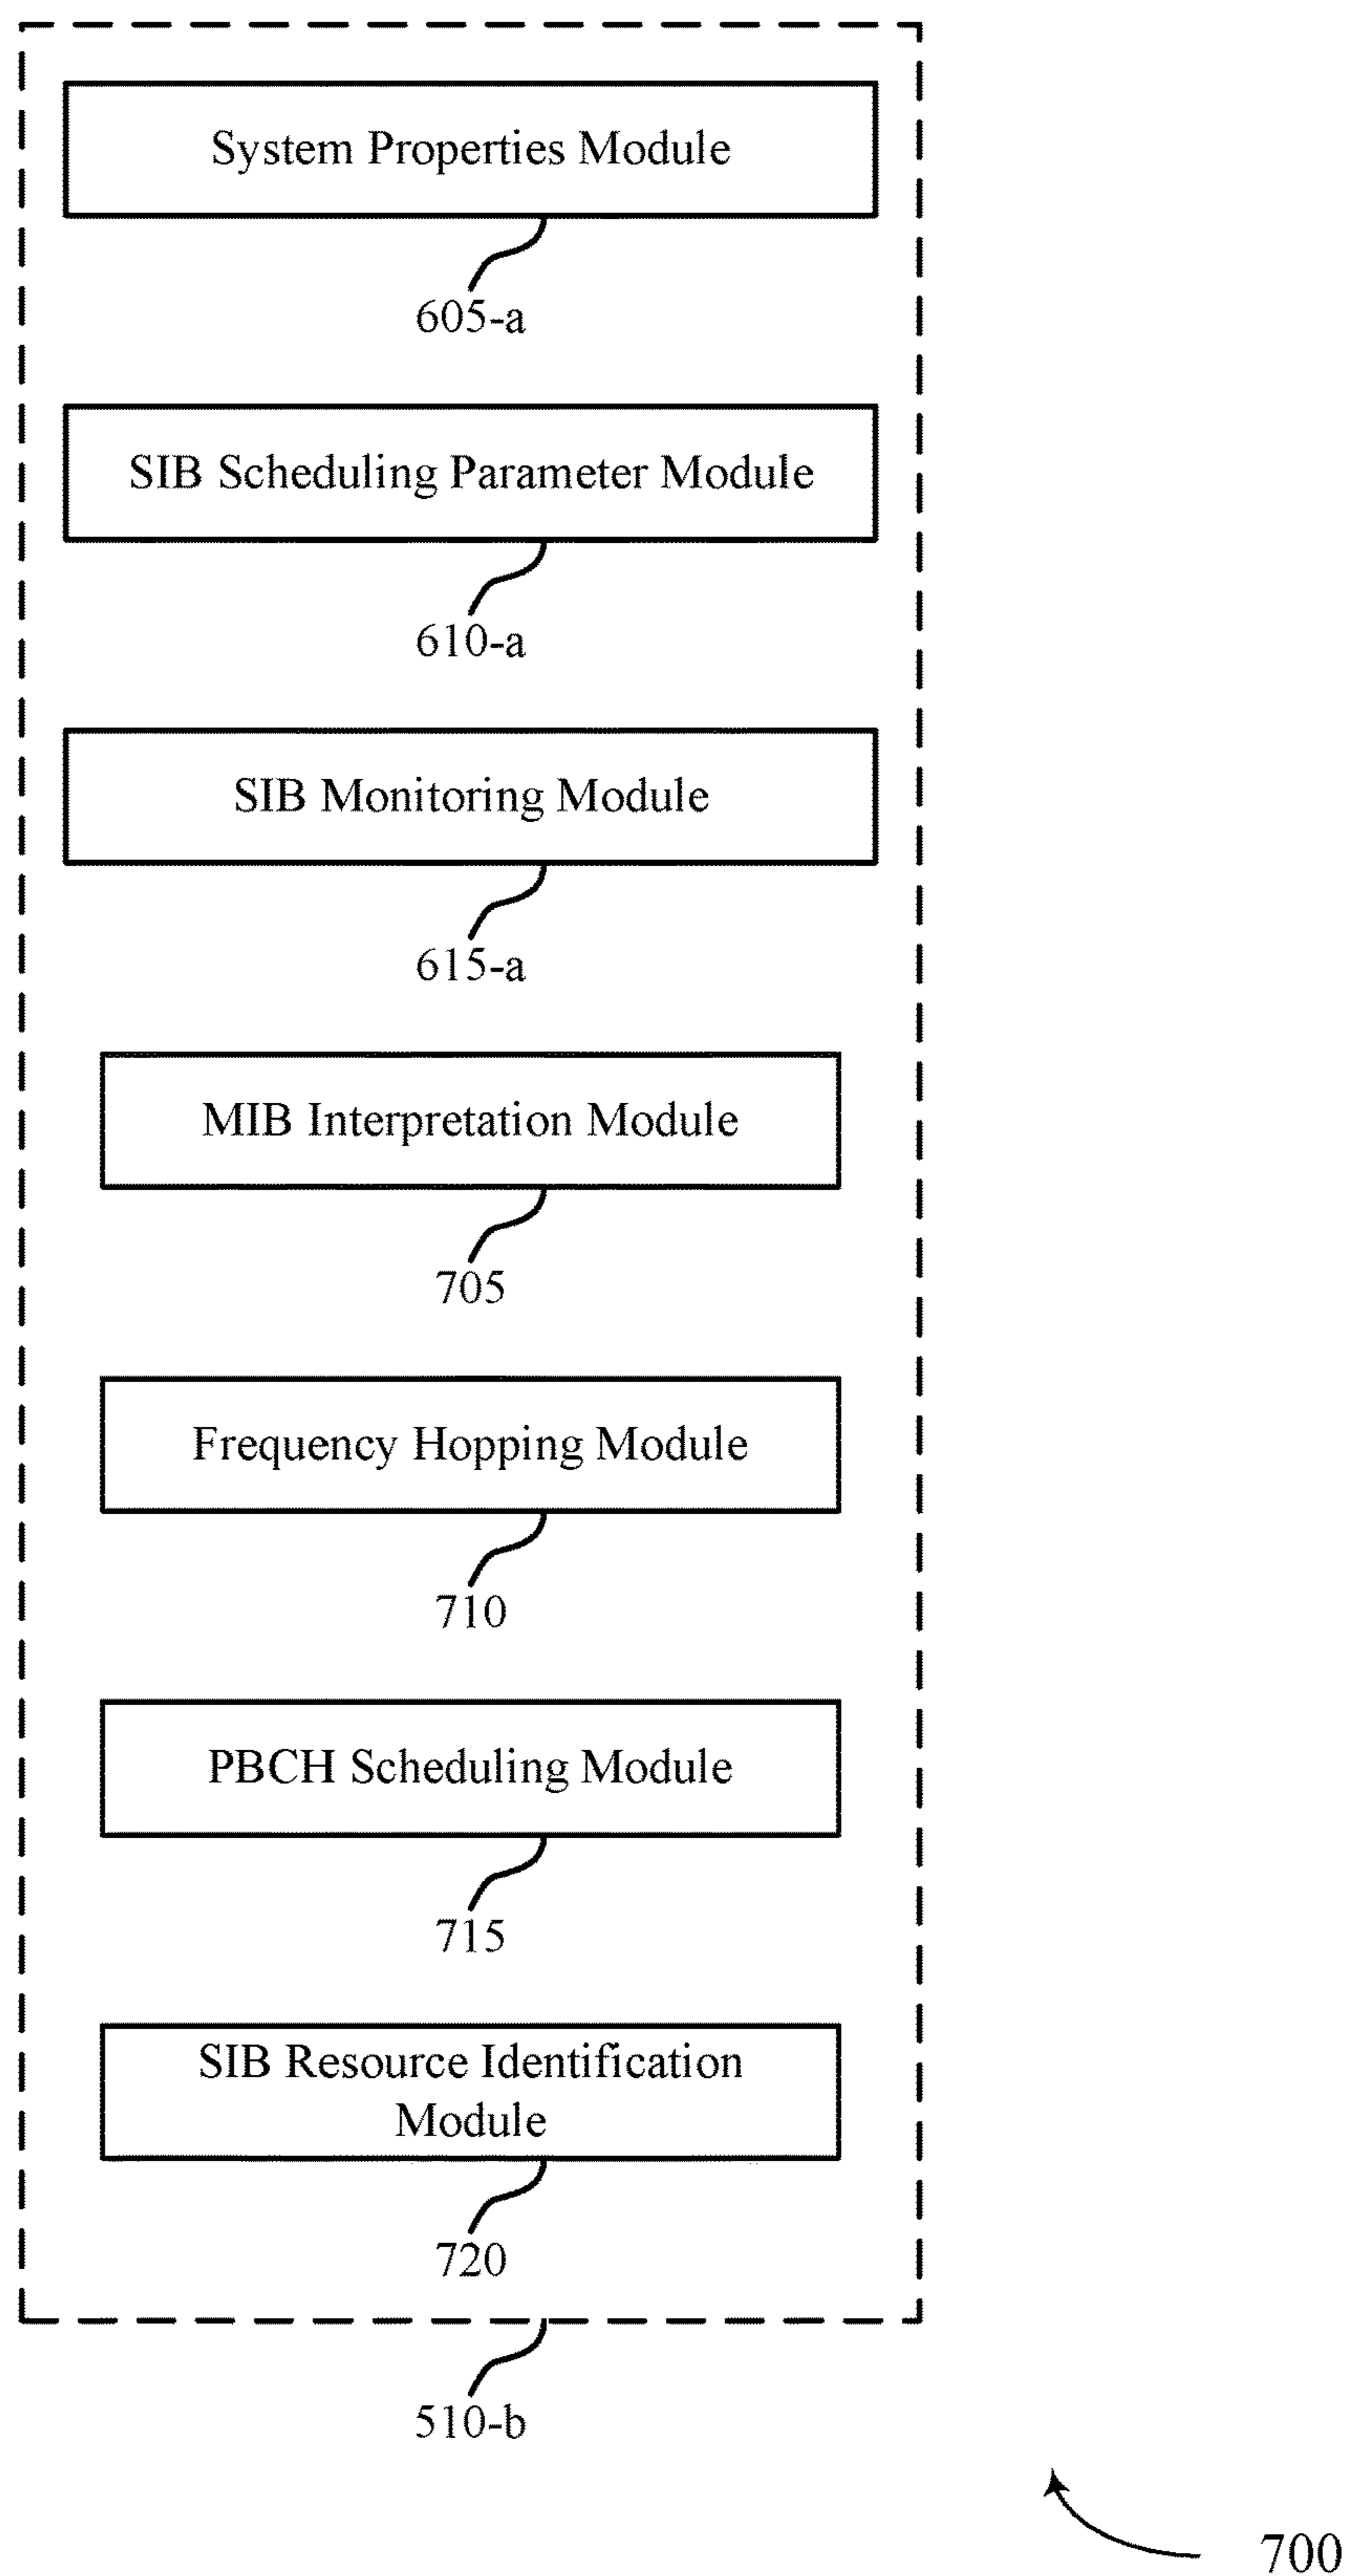 System Properties Module
605-a
SIB Scheduling Parameter Module
610-a
SIB Monitoring Module
615-a
MIB Interpretation Module
705
Frequency Hopping Module
710
PBCH Scheduling Module
715
SIB Resource Identification
Module
720
510-b
700